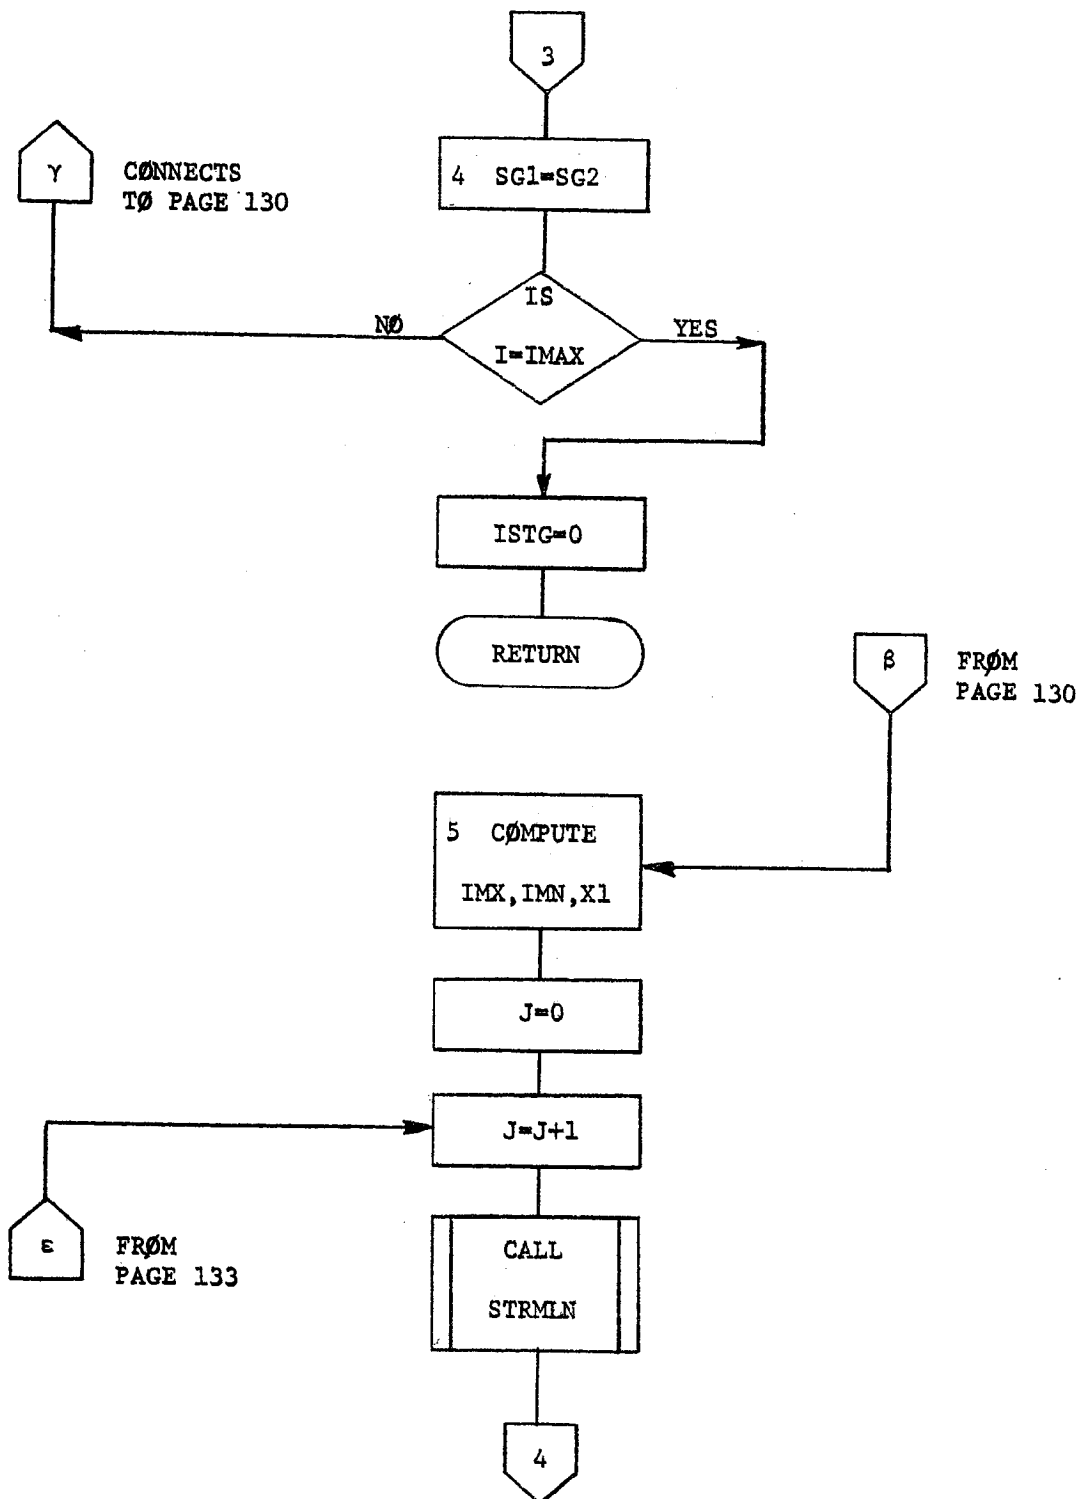 3
γ
CØNNECTS
TØ PAGE 130
4 SG1=SG2
IS
I=IMAX
NØ
YES
ISTG=0
RETURN
β
FRØM
PAGE 130
5 CØMPUTE
IMX,IMN,X1
J=0
J=J+1
ε
FRØM
PAGE 133
CALL
STRMLN
4